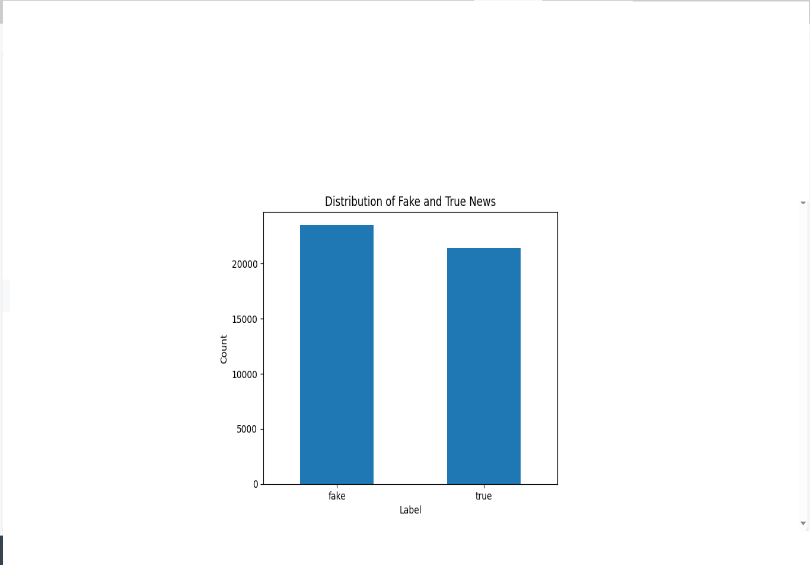 Distribution of Fake and True News
20000
15000
10000
5000
0
Count
fake true
Label